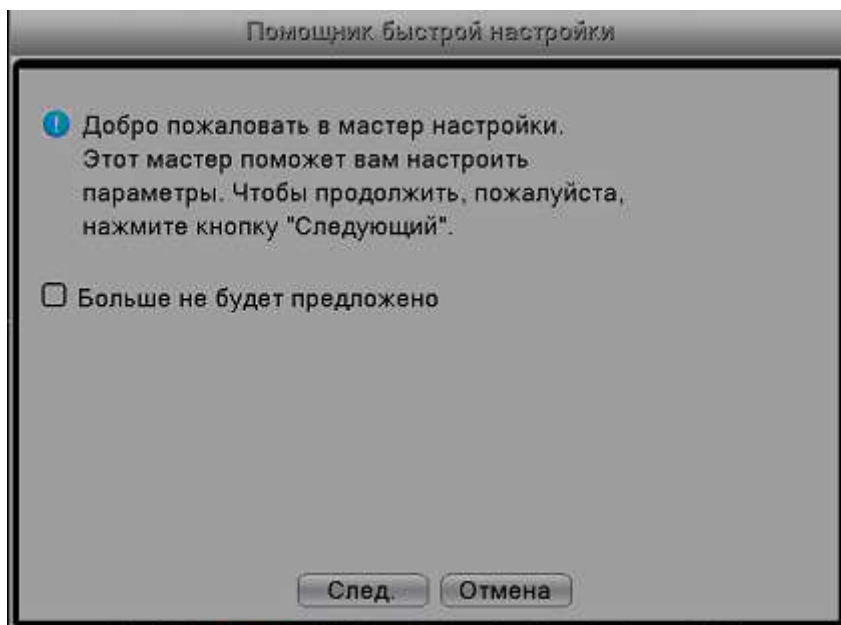 Помощник быстрой настройки
Добро пожаловать в мастер настройки.
Этот мастер поможет вам настроить
параметры. Чтобы продолжить, пожалуйста,
нажмите кнопку "Следующий".
Больше не будет предложено
След. Отмена